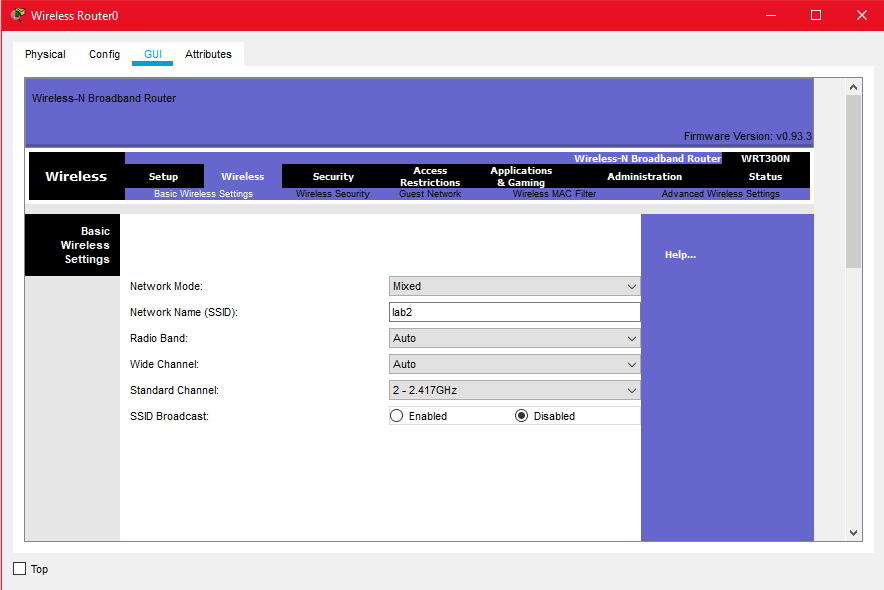 Wireless Router0
Physical Config GUI Attributes
Wireless-N Broadband Router
Firmware Version: v0.93.3
Wireless-N Broadband Router WRT300N
Wireless
Setup Wireless Security Access Restrictions Applications & Gaming Administration Status
Basic Wireless Settings Wireless Security Guest Network Wireless MAC Filter Advanced Wireless Settings
Basic
Wireless
Settings
Help...
Network Mode: Mixed
Network Name (SSID): lab2
Radio Band: Auto
Wide Channel: Auto
Standard Channel: 2 - 2.417GHz
SSID Broadcast: Enabled Disabled
Top